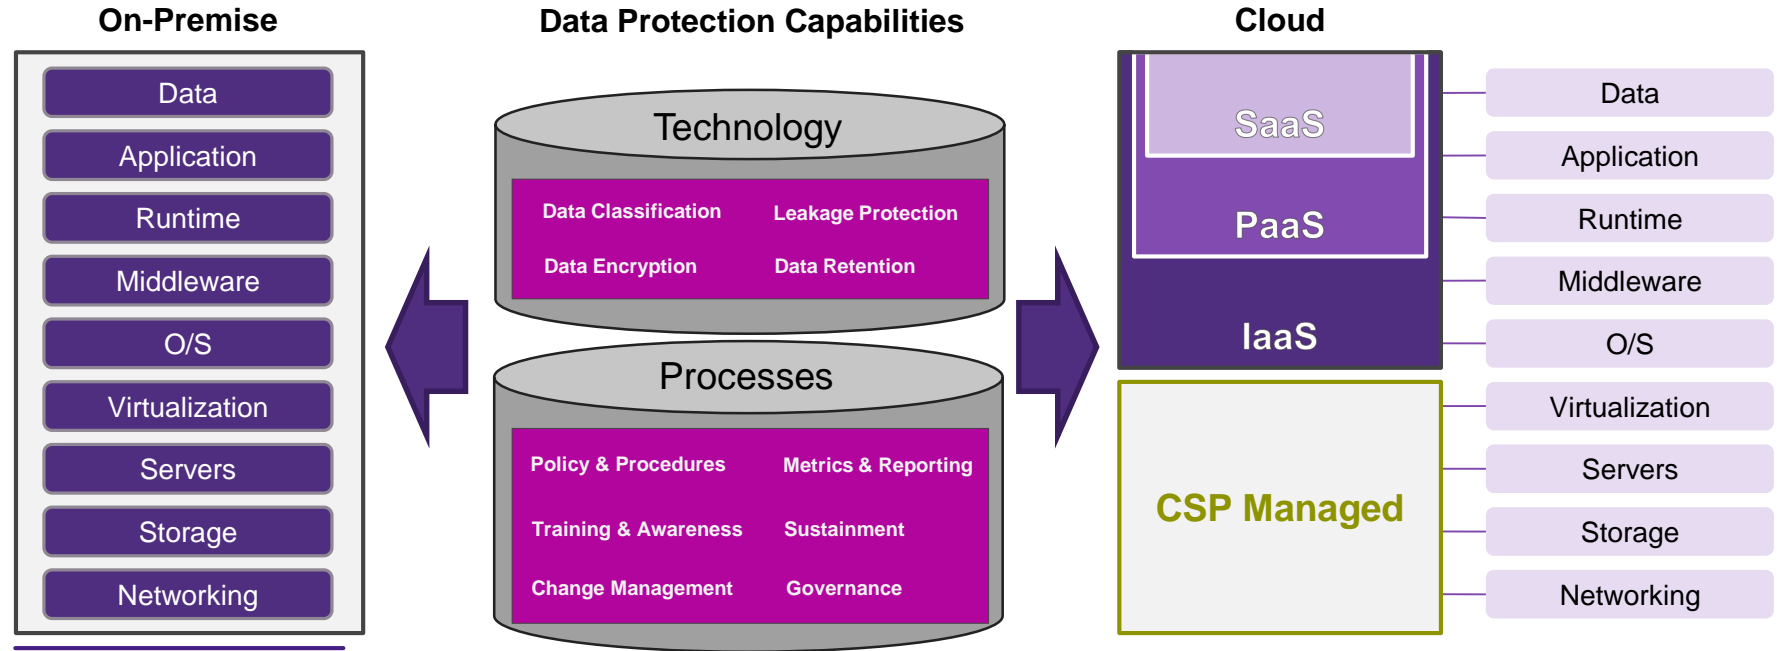 On-Premise
Data
Application
Runtime
Middleware
O/S
Virtualization
Servers
Storage
Networking
Data Protection Capabilities
Technology
Data Classification
Leakage Protection
Data Encryption
Data Retention
Processes
Policy & Procedures
Metrics & Reporting
Training & Awareness
Sustainment
Change Management
Governance
Cloud
SaaS
PaaS
IaaS
CSP Managed
Data
Application
Runtime
Middleware
O/S
Virtualization
Servers
Storage
Networking